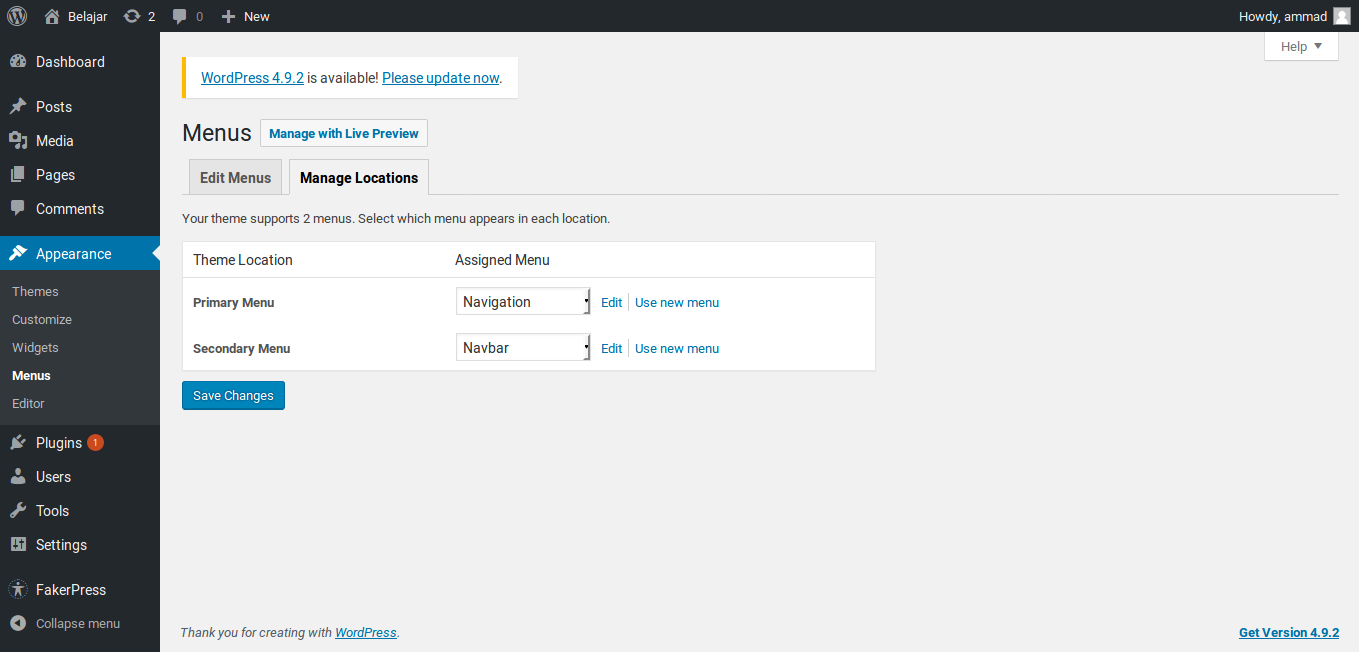 Belajar 2 0 New Howdy, ammad
Help
Dashboard
Posts
Media
Pages
Comments
Appearance
Themes
Customize
Widgets
Menus
Editor
Plugins 1
Users
Tools
Settings
FakerPress
Collapse menu
WordPress 4.9.2 is available! Please update now.
Menus Manage with Live Preview
Edit Menus Manage Locations
Your theme supports 2 menus. Select which menu appears in each location.
Theme Location Assigned Menu
Primary Menu Navigation Edit Use new menu
Secondary Menu Navbar Edit Use new menu
Save Changes
Thank you for creating with WordPress. Get Version 4.9.2